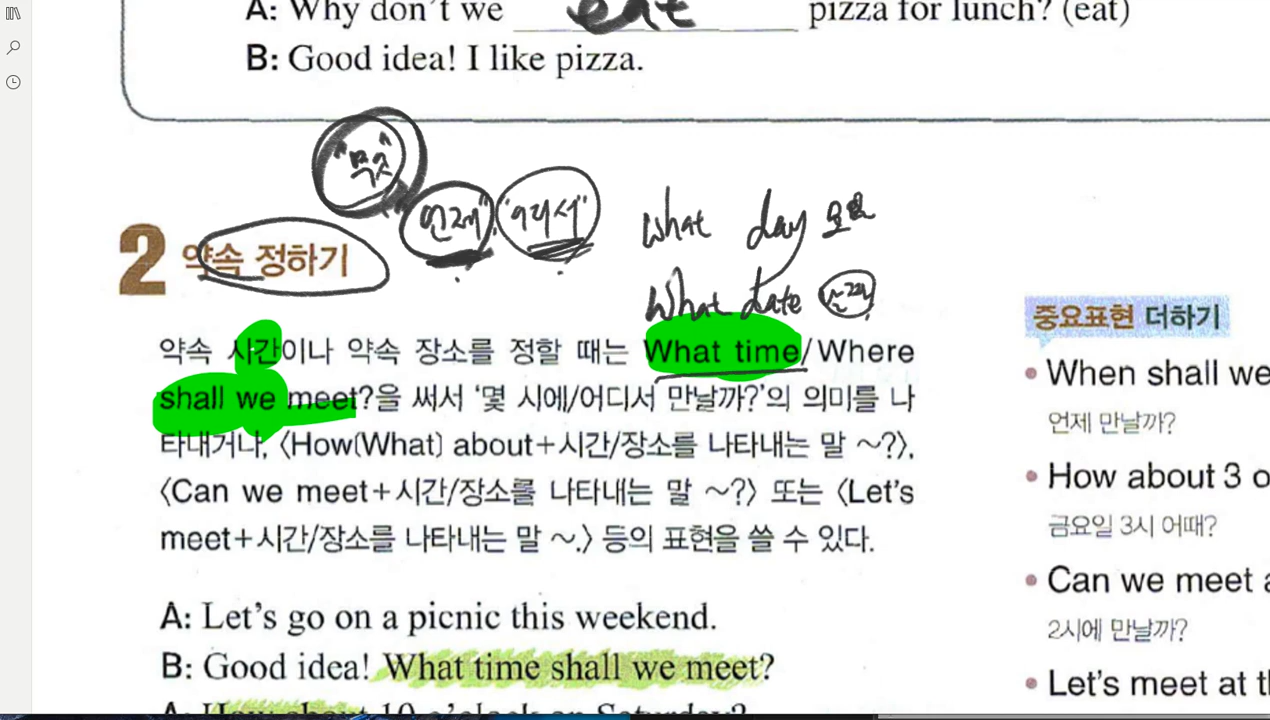 A: Why don't we eat pizza for lunch? (eat)
B: Good idea! I like pizza.
"무슨"
언제" "어디서"
What day 요일
What date 날짜
2 약속 정하기
약속 시간이나 약속 장소를 정할 때는 What time/Where
shall we meet?을 써서 '몇 시에/어디서 만날까?'의 의미를 나
타내거나, 〈How(What) about+시간/장소를 나타내는 말 ~?〉,
〈Can we meet+시간/장소를 나타내는 말 ~?〉 또는 〈Let's
meet+시간/장소를 나타내는 말 ~.〉 등의 표현을 쓸 수 있다.
A: Let's go on a picnic this weekend.
B: Good idea! What time shall we meet?
A: How about 10 o'clock on Saturday?
중요표현 더하기
• When shall we
언제 만날까?
• How about 3 o
금요일 3시 어때?
• Can we meet a
2시에 만날까?
• Let's meet at th